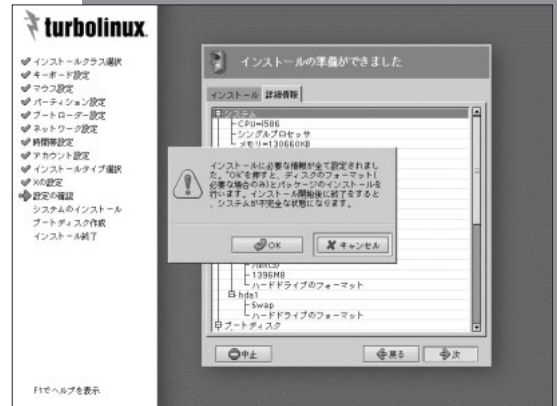 turbolinux
インストールクラス選択
キーボード設定
マウス設定
パーティション設定
ブートローダー設定
ネットワーク設定
時間帯設定
アカウント設定
インストールタイプ選択
Xの設定
設定の確認
システムのインストール
ブートディスク作成
インストール終了
F1でヘルプを表示
インストールの準備ができました
インストール 詳細情報
システム
CPU=i586
シングルプロセッサ
メモリ=130660KB
インストールに必要な情報が全て設定されまし
た。"OK"を押すと、ディスクのフォーマット(
必要な場合のみ)とパッケージのインストールを
行います。インストール開始後に終了をすると
、システムが不完全な状態になります。
OK キャンセル
1396MB
ハードドライブのフォーマット
hda1
Swap
ハードドライブのフォーマット
ブートディスク
中止 戻る 次